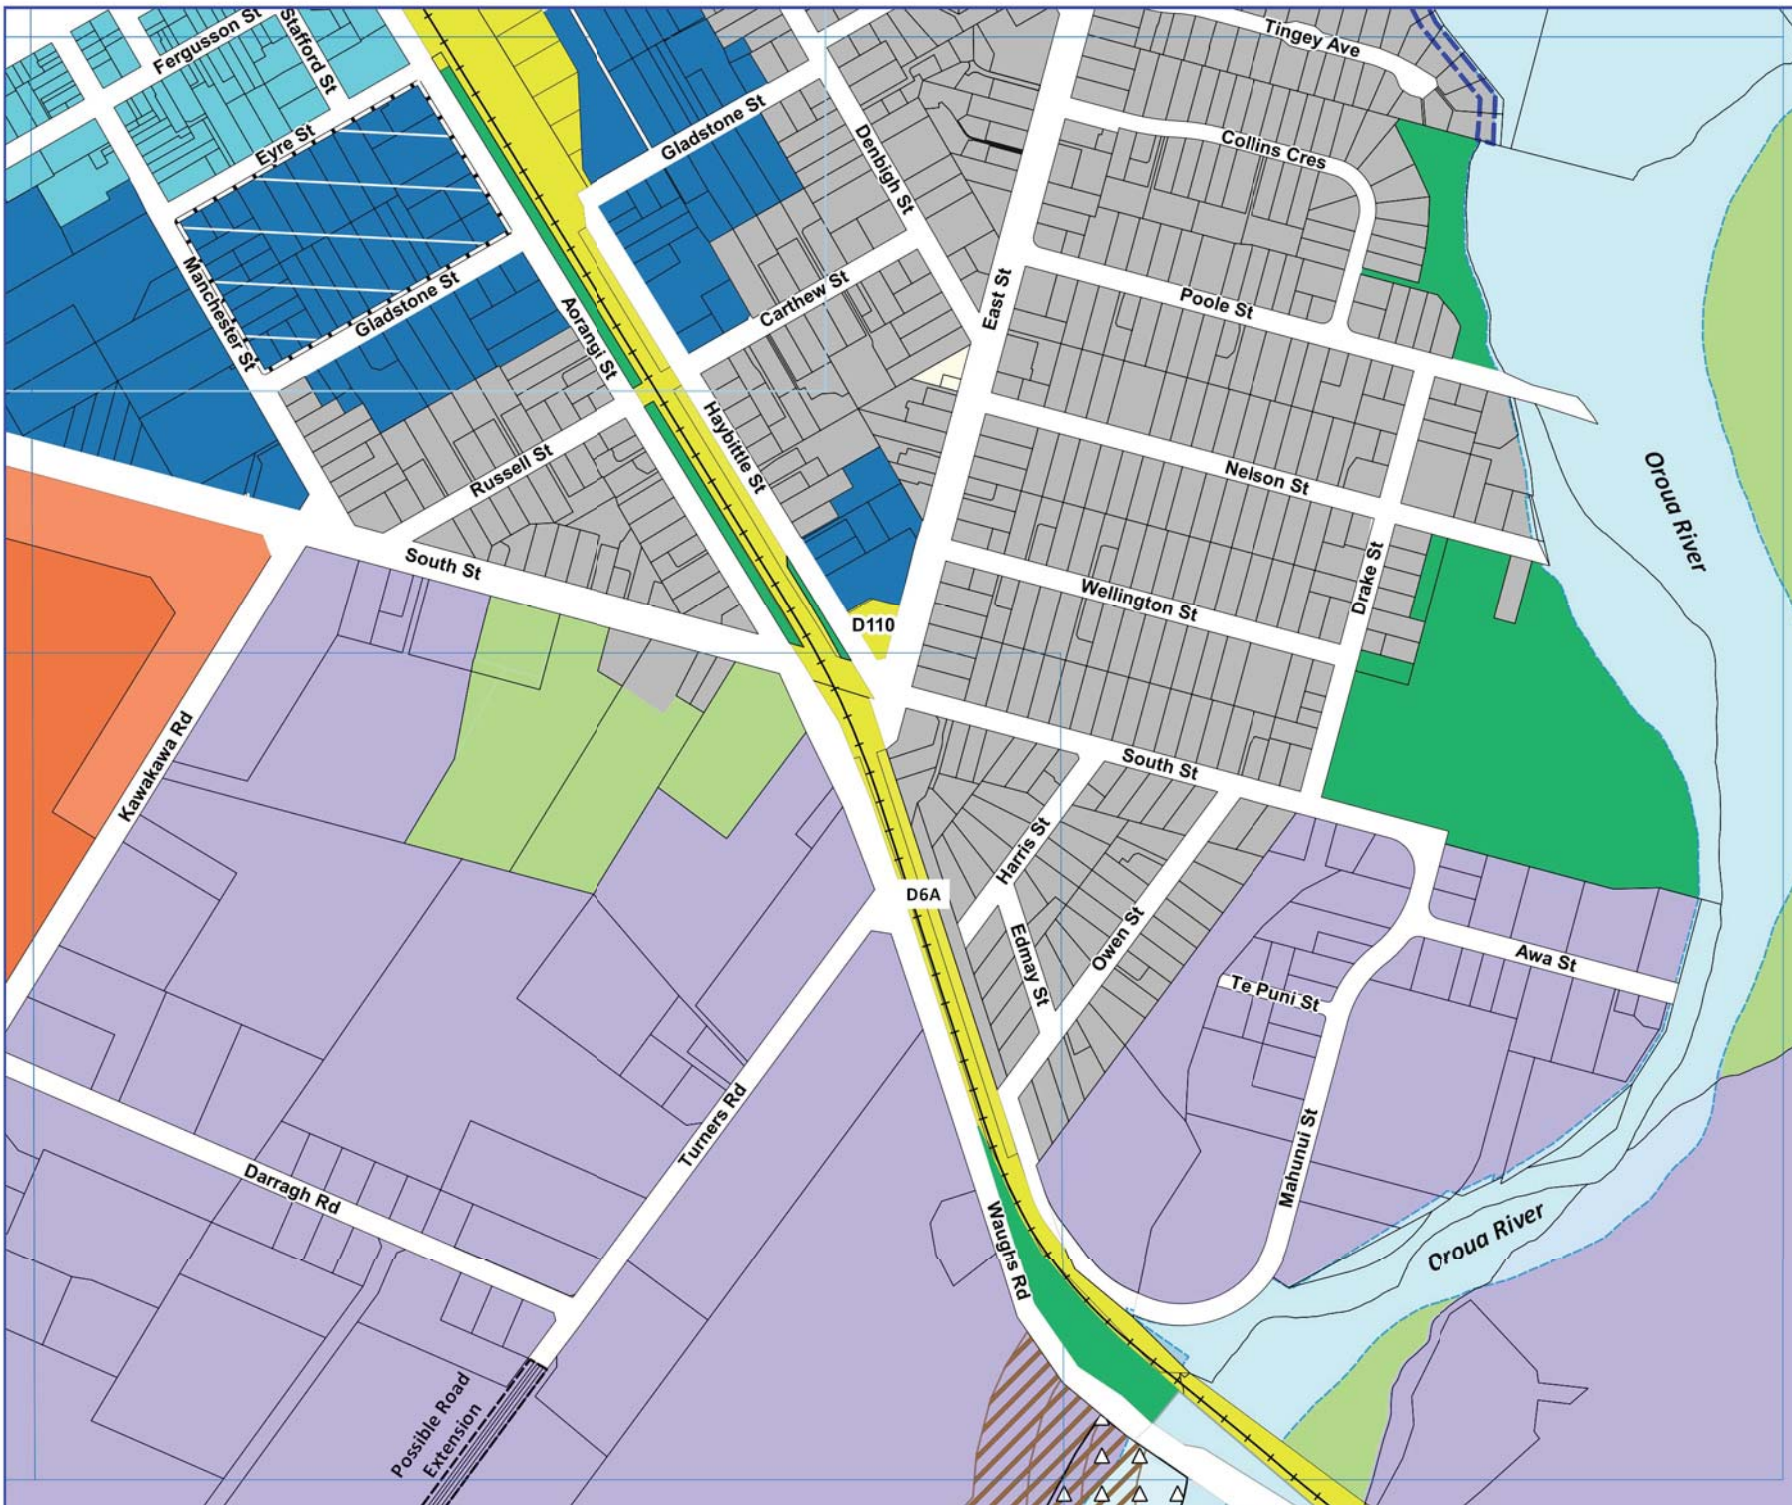 Fergusson St
Stafford St
Tingey Ave
Eyre St
Gladstone St
Denbigh St
Collins Cres
Manchester St
Gladstone St
Aorangi St
Carthew St
East St
Poole St
Haybittle St
Russell St
Nelson St
Oroua River
South St
Wellington St
Drake St
D110
Kawakawa Rd
South St
Harris St
D6A
Edmay St
Owen St
Awa St
Te Puni St
Turners Rd
Mahunui St
Darragh Rd
Waughs Rd
Oroua River
Possible Road
Extension